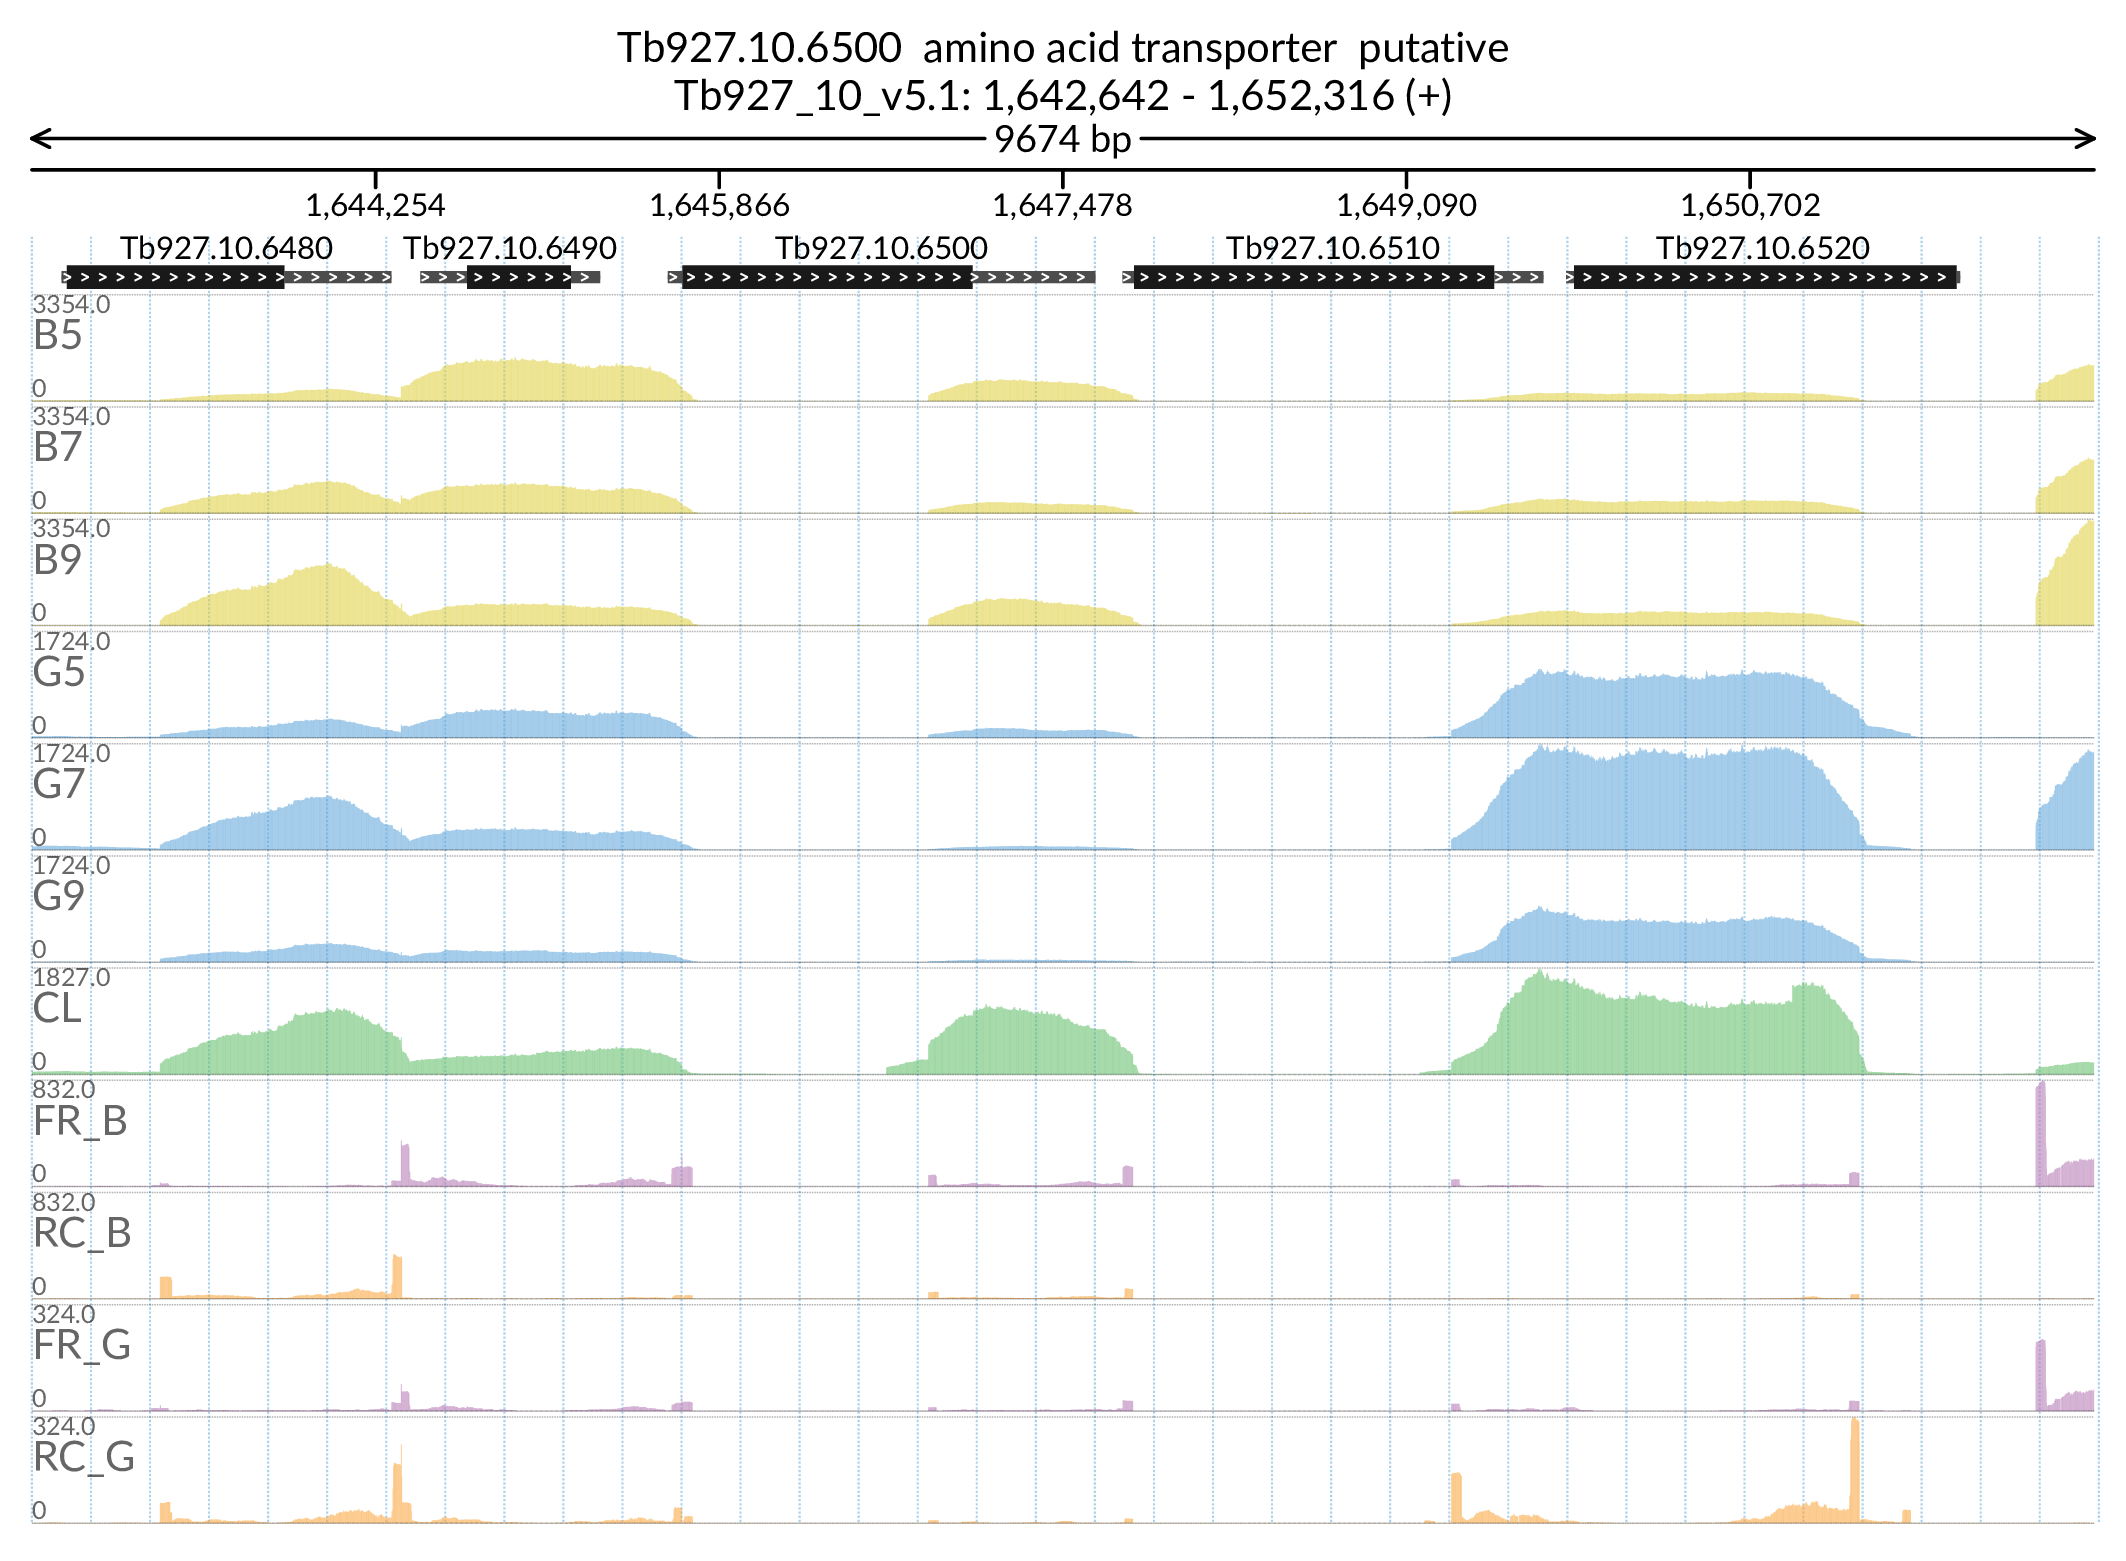 Tb927.10.6500  amino acid transporter  putative
Tb927_10_v5.1: 1,642,642 - 1,652,316 (+)
9674 bp
1,644,254 1,645,866 1,647,478 1,649,090 1,650,702
Tb927.10.6480 Tb927.10.6490 Tb927.10.6500 Tb927.10.6510 Tb927.10.6520
3354.0
B5
0
3354.0
B7
0
3354.0
B9
0
1724.0
G5
0
1724.0
G7
0
1724.0
G9
0
1827.0
CL
0
832.0
FR_B
0
832.0
RC_B
0
324.0
FR_G
0
324.0
RC_G
0